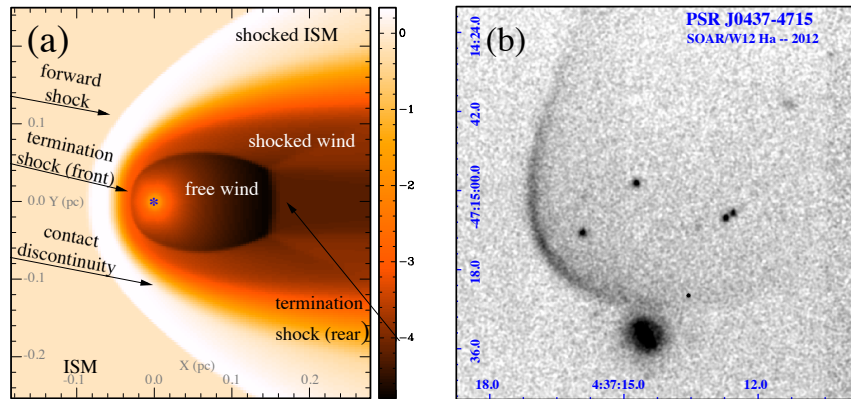 (a)
shocked ISM
forward
shock
0.1
termination
shock (front)
shocked wind
free wind
*
0.0 Y (pc)
contact
discontinuity
-0.1
termination
shock (rear)
-0.2
ISM
X (pc)
-0.1
0.0
0.1
0.2
0
-1
-2
-3
-4
(b)
PSR J0437-4715
SOAR/W12 Ha -- 2012
14:24.0
42.0
-47:15:00.0
18.0
36.0
18.0
4:37:15.0
12.0